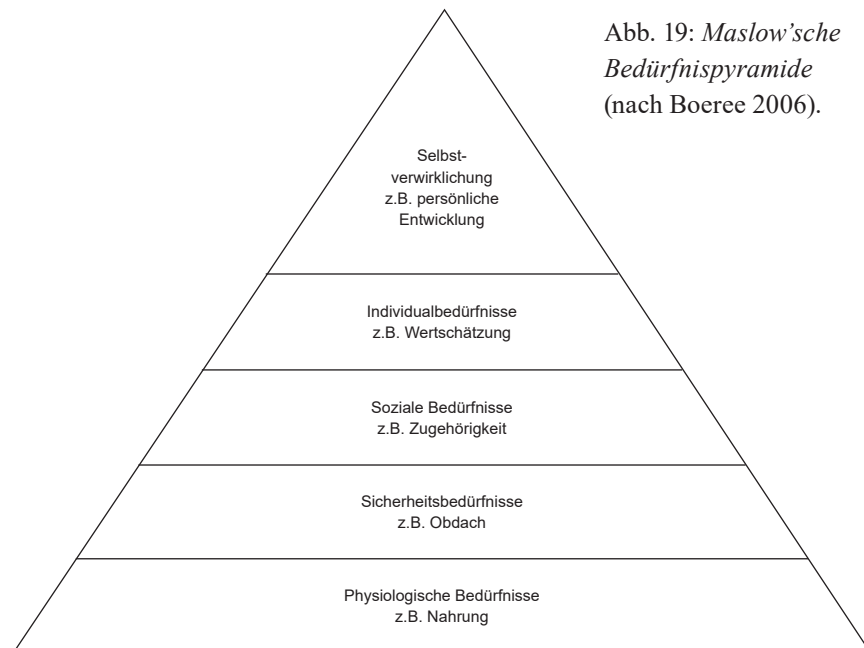 Abb. 19: Maslow’sche
Bedürfnispyramide
(nach Boeree 2006).
Selbst-
verwirklichung
z.B. persönliche
Entwicklung
Individualbedürfnisse
z.B. Wertschätzung
Soziale Bedürfnisse
z.B. Zugehörigkeit
Sicherheitsbedürfnisse
z.B. Obdach
Physiologische Bedürfnisse
z.B. Nahrung